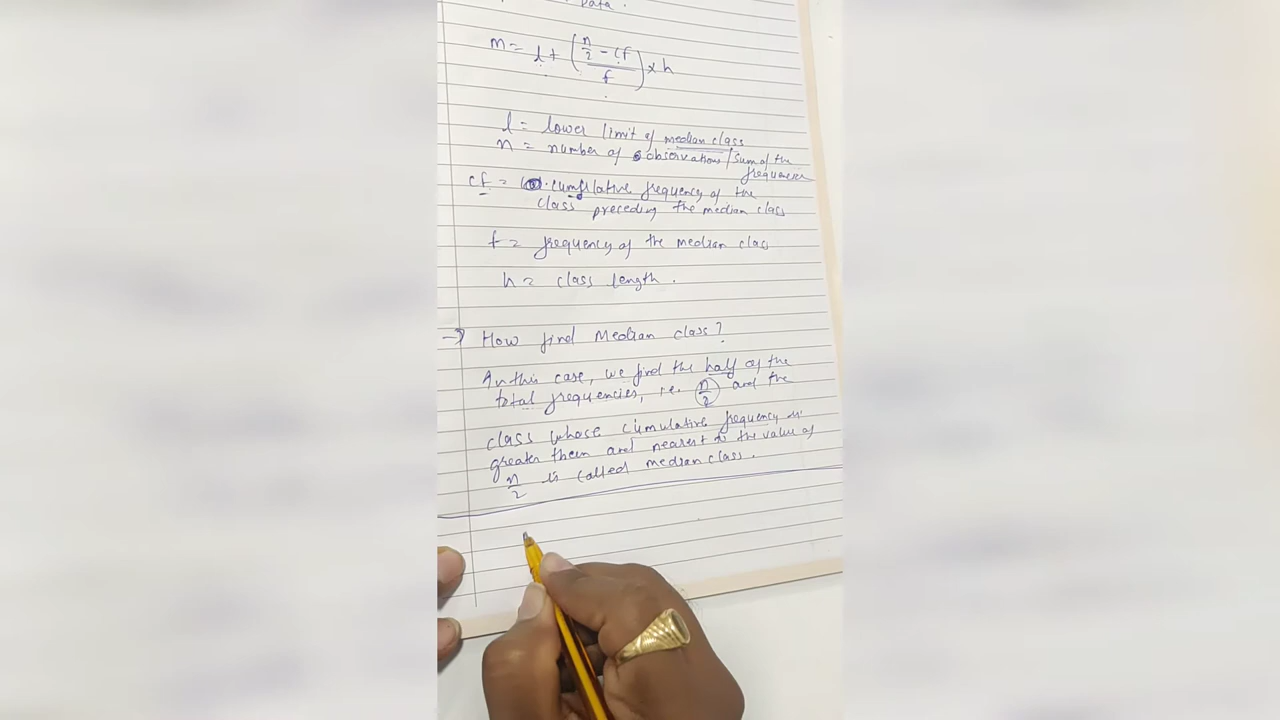 Data.
m = l + (n/2 - cf / f) × h
l = lower limit of median class
n = number of observations / Sum of the
frequencies
cf = cumulative frequency of the
class preceding the median class
f = frequency of the median class
h = class length.
→ How find Median class?
In this case, we find the half of the
total frequencies, i.e. n/2 and the
class whose cumulative frequency is
greater them and nearest to the value of
n/2 is called median class.